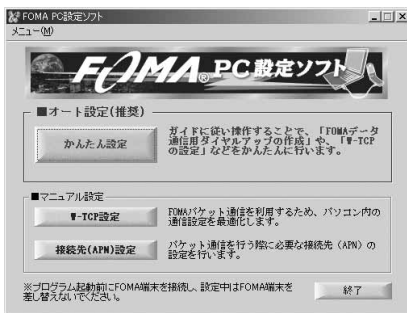 FOMA PC設定ソフト
メニュー(M)
FOMA® PC設定ソフト
■オート設定(推奨)
かんたん設定
ガイドに従い操作することで、「FOMAデータ
通信用ダイヤルアップの作成」や、「W-TCP
の設定」などをかんたんに行います。
■マニュアル設定
W-TCP設定
FOMAパケット通信を利用するため、パソコン内の
通信設定を最適化します。
接続先(APN)設定
パケット通信を行う際に必要な接続先（APN）の
設定を行います。
※プログラム起動前にFOMA端末を接続し、設定中はFOMA端末を
差し替えないでください。
終了